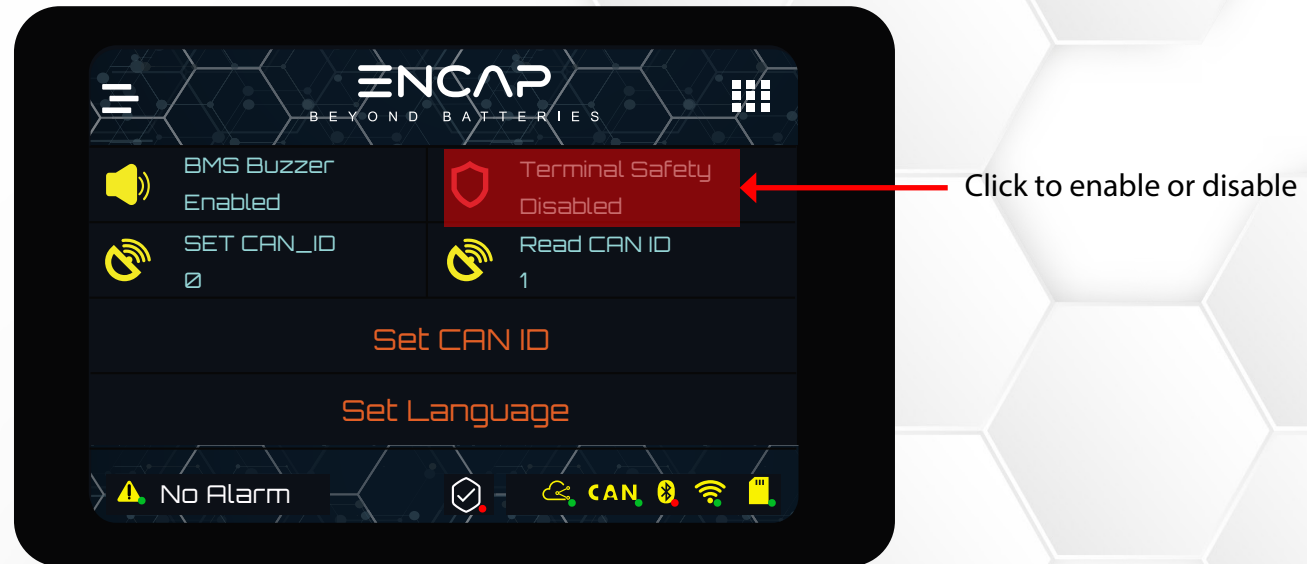 ENCAP
BEYOND BATTERIES
BMS Buzzer
Enabled
Terminal Safety
Disabled
Click to enable or disable
SET CAN_ID
0
Read CAN ID
1
Set CAN ID
Set Language
No Alarm
CAN